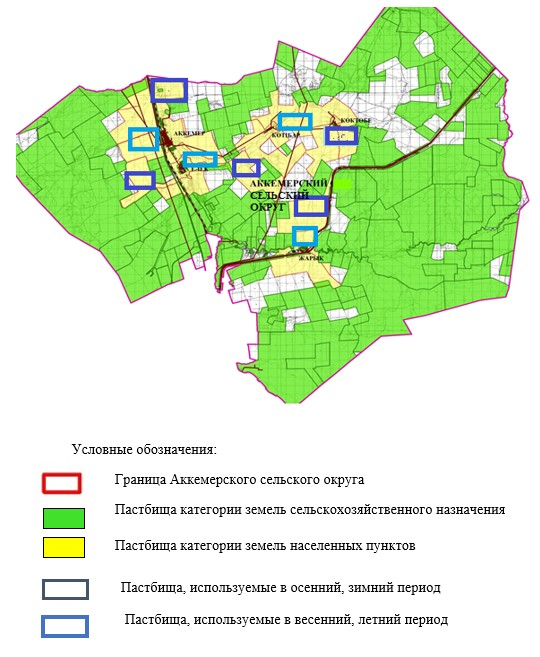 КОКТОБЕ
АККЕМЕР
КОТИБАР
АККЕМЕРСКИЙ
СЕЛЬСКИЙ
ОКРУГ
ЖАРЫК
Условные обозначения:
Граница Аккемерского сельского округа
Пастбища категории земель сельскохозяйственного назначения
Пастбища категории земель населенных пунктов
Пастбища, используемые в осенний, зимний период
Пастбища, используемые в весенний, летний период